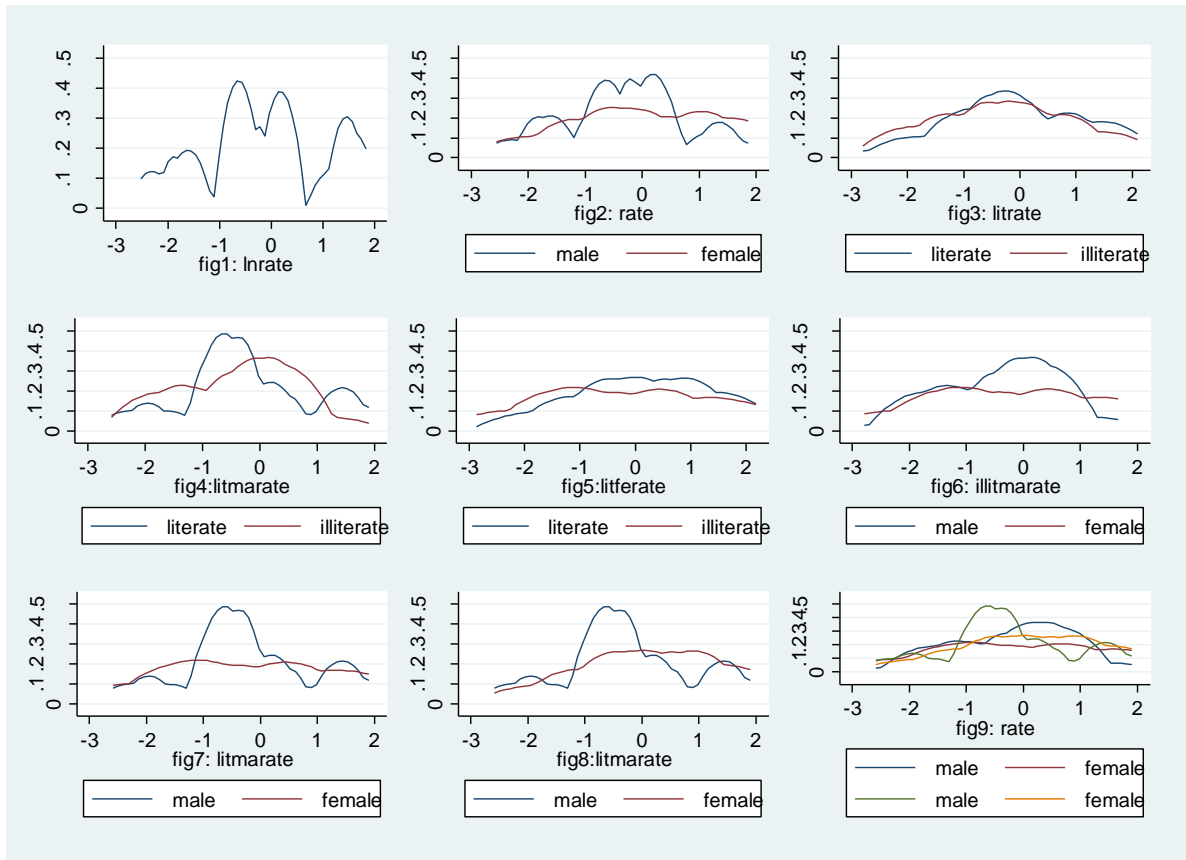 0 .1 .2 .3 .4 .5
-3 -2 -1 0 1 2
fig1: lnrate
0 .1 .2 .3 .4 .5
-3 -2 -1 0 1 2
fig2: rate
male female
0 .1 .2 .3 .4 .5
-3 -2 -1 0 1 2
fig3: litrate
literate illiterate
0 .1 .2 .3 .4 .5
-3 -2 -1 0 1 2
fig4:litmarate
literate illiterate
0 .1 .2 .3 .4 .5
-3 -2 -1 0 1 2
fig5:litferate
literate illiterate
0 .1 .2 .3 .4 .5
-3 -2 -1 0 1 2
fig6: illitmarate
male female
0 .1 .2 .3 .4 .5
-3 -2 -1 0 1 2
fig7: litmarate
male female
0 .1 .2 .3 .4 .5
-3 -2 -1 0 1 2
fig8:litmarate
male female
0 .1 .2 .3 .4 .5
-3 -2 -1 0 1 2
fig9: rate
male female
male female